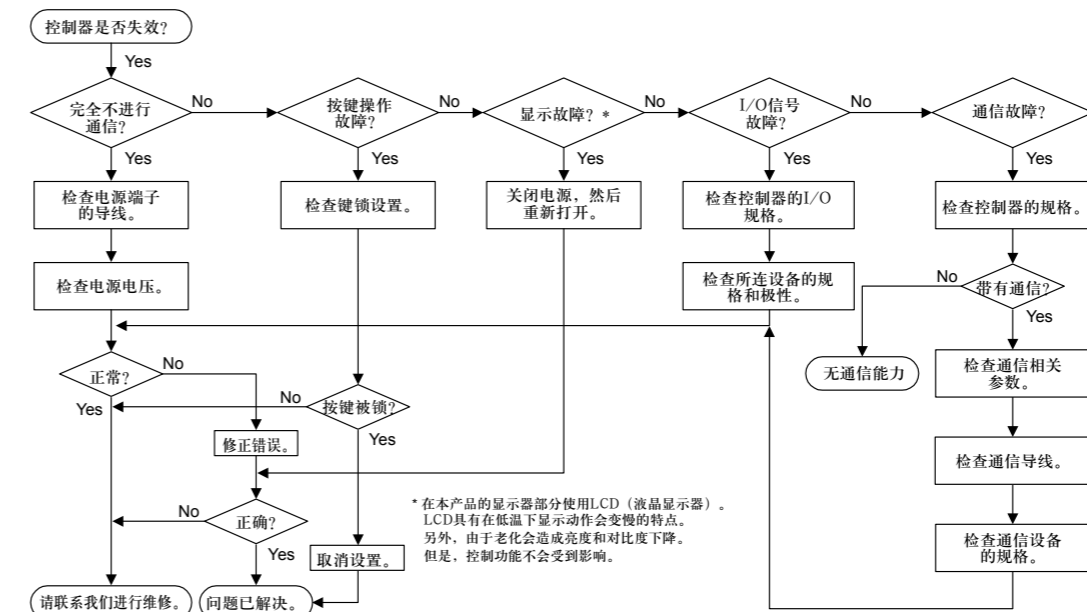 控制器是否失效?
Yes
完全不进行
通信?
No
按键操作
故障?
No
显示故障? *
No
I/O信号
故障?
No
通信故障?
Yes
Yes
Yes
Yes
Yes
检查电源端子
的导线。
检查键锁设置。
关闭电源，然后
重新打开。
检查控制器的I/O
规格。
检查控制器的规格。
检查电源电压。
检查所连设备的规
格和极性。
No
带有通信?
Yes
正常?
No
Yes
无通信能力
检查通信相关
参数。
No
按键被锁?
Yes
修正错误。
检查通信导线。
No
正确?
Yes
* 在本产品的显示器部分使用LCD（液晶显示器）。
LCD具有在低温下显示动作会变慢的特点。
另外，由于老化会造成亮度和对比度下降。
但是，控制功能不会受到影响。
取消设置。
检查通信设备
的规格。
请联系我们进行维修。
问题已解决。